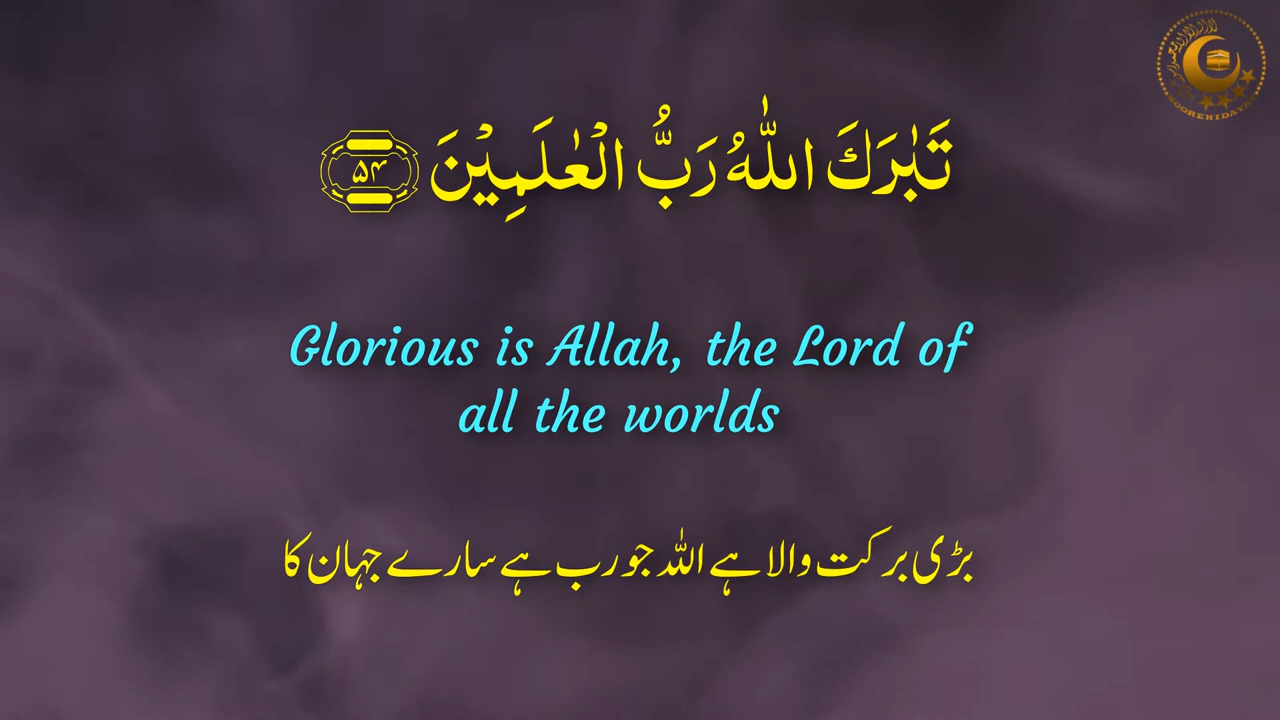 تَبٰرَكَ اللّٰهُ رَبُّ الْعٰلَمِيْنَ ۵۴
Glorious is Allah, the Lord of
all the worlds
بڑی برکت والا ہے اللہ جو رب ہے سارے جہان کا
NOOREHIDAYA